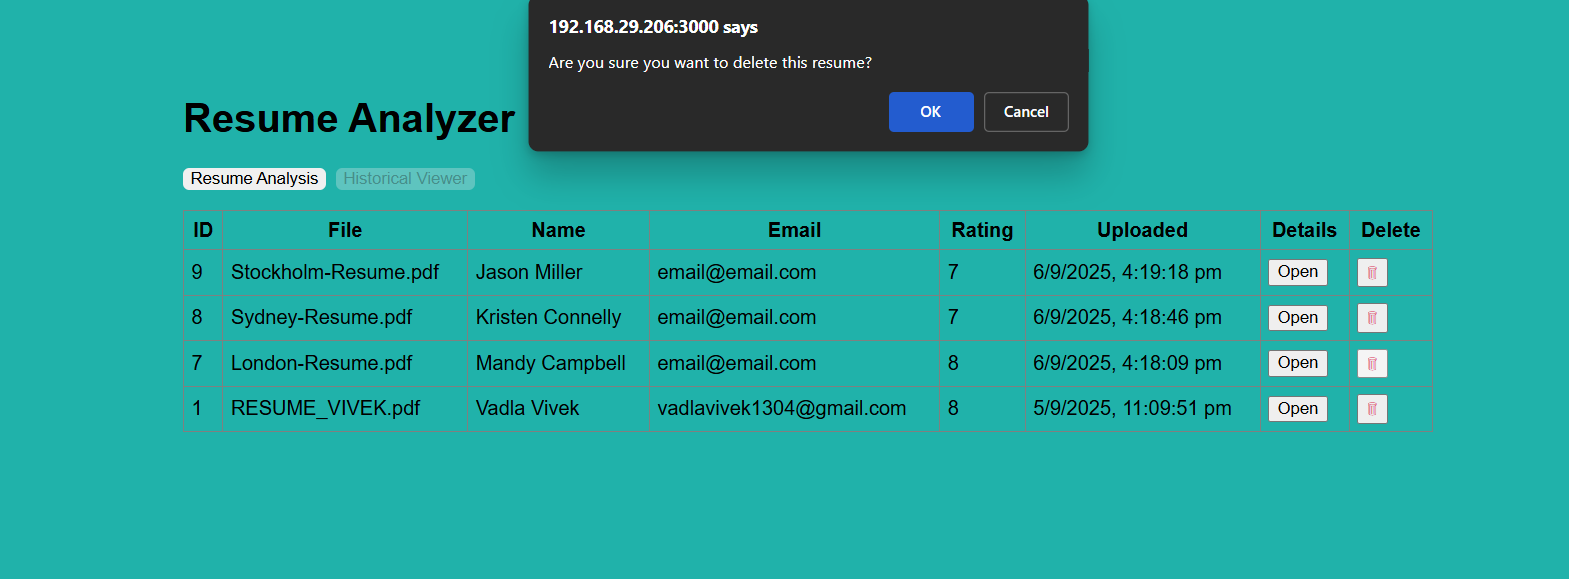 192.168.29.206:3000 says
Are you sure you want to delete this resume?
OK Cancel
Resume Analyzer
Resume Analysis Historical Viewer
ID File Name Email Rating Uploaded Details Delete
9 Stockholm-Resume.pdf Jason Miller email@email.com 7 6/9/2025, 4:19:18 pm Open
8 Sydney-Resume.pdf Kristen Connelly email@email.com 7 6/9/2025, 4:18:46 pm Open
7 London-Resume.pdf Mandy Campbell email@email.com 8 6/9/2025, 4:18:09 pm Open
1 RESUME_VIVEK.pdf Vadla Vivek vadlavivek1304@gmail.com 8 5/9/2025, 11:09:51 pm Open